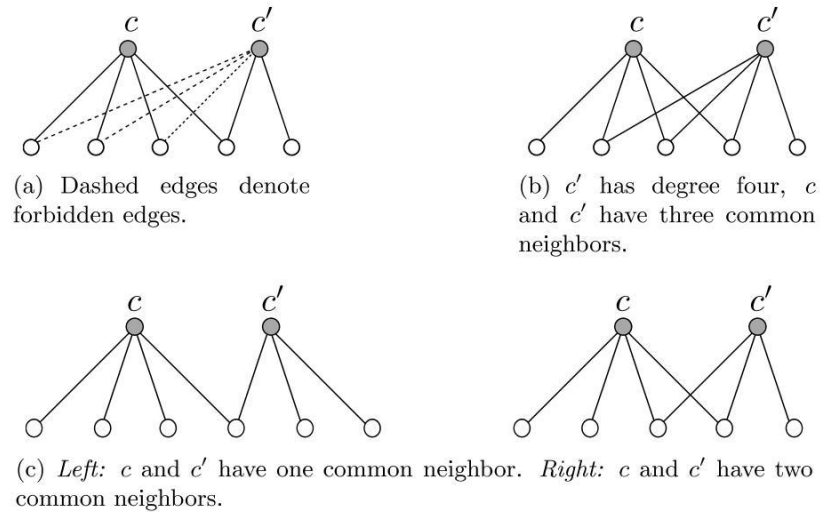 c c′ c c′
(a) Dashed edges denote
forbidden edges.
(b) c′ has degree four, c
and c′ have three common
neighbors.
c c′ c c′
(c) Left: c and c′ have one common neighbor. Right: c and c′ have two
common neighbors.